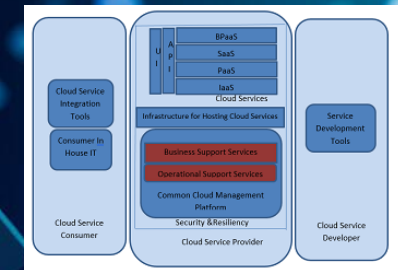 Cloud Service
Integration
Tools
Consumer In
House IT
Cloud Service
Consumer
UI
API
BPaaS
SaaS
PaaS
IaaS
Cloud Services
Infrastructure for Hosting Cloud Services
Business Support Services
Operational Support Services
Common Cloud Management
Platform
Security &Resiliency
Cloud Service Provider
Service
Development
Tools
Cloud Service
Developer